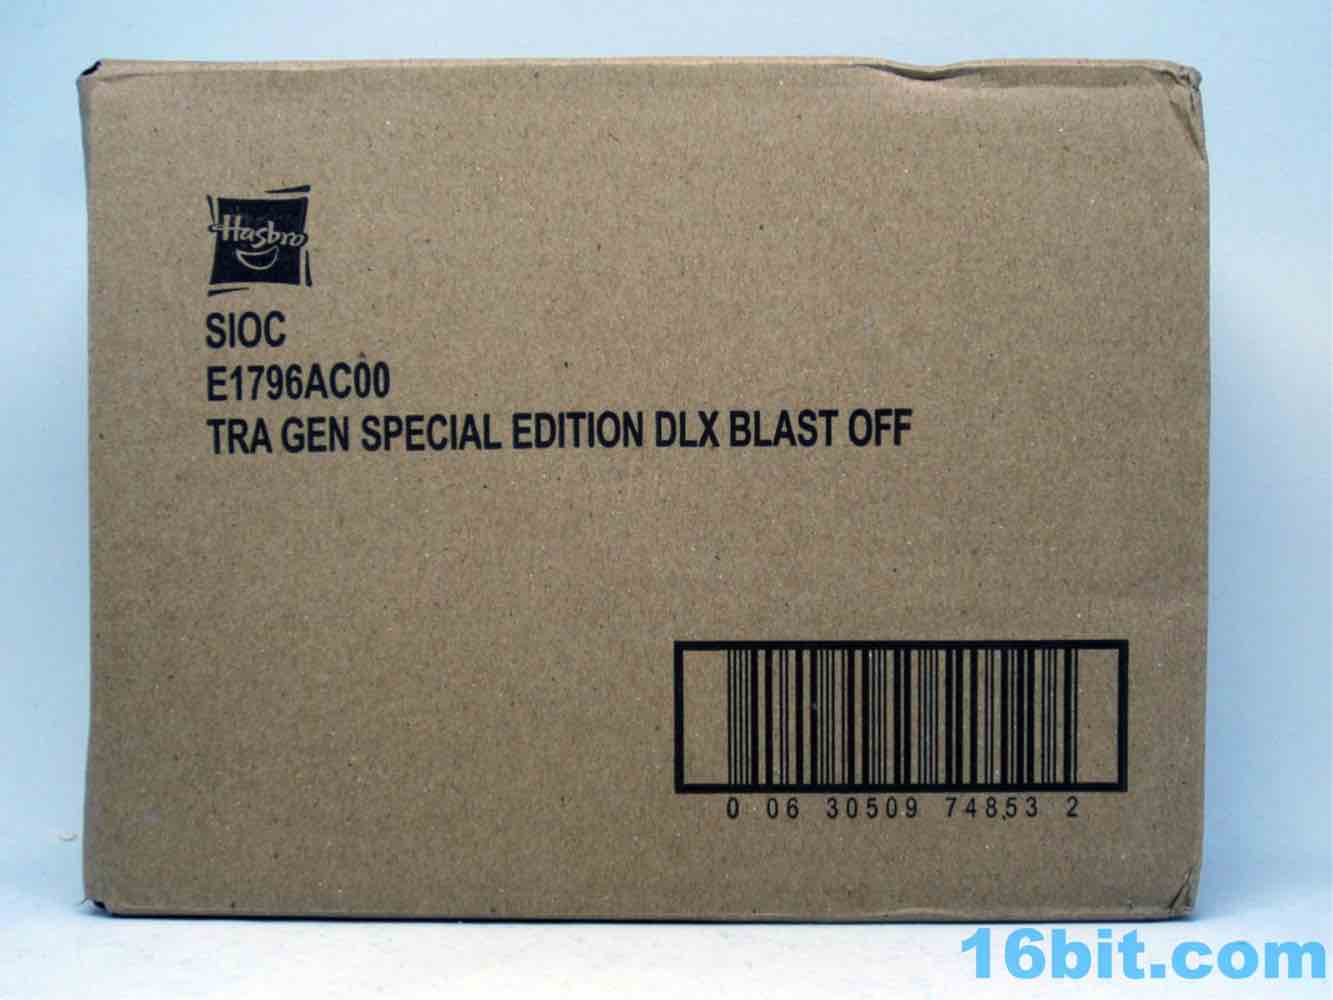 Hasbro
SIOC
E1796AC00
TRA GEN SPECIAL EDITION DLX BLAST OFF
0 06 30509 74853 2
16bit.com